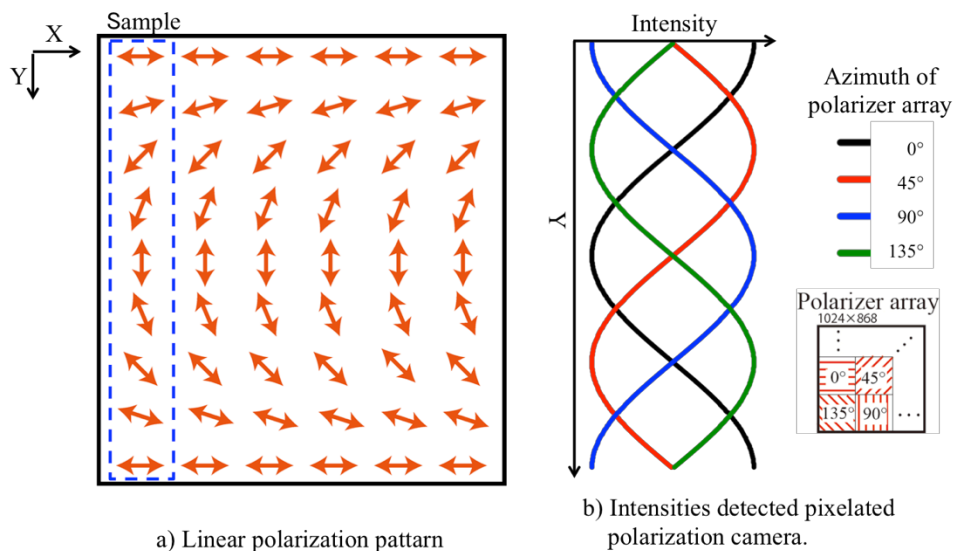 Sample
X
Y
a) Linear polarization pattarn
Intensity
Y
Azimuth of
polarizer array
0°
45°
90°
135°
Polarizer array
1024×868
0°
45°
135°
90°
b) Intensities detected pixelated
polarization camera.